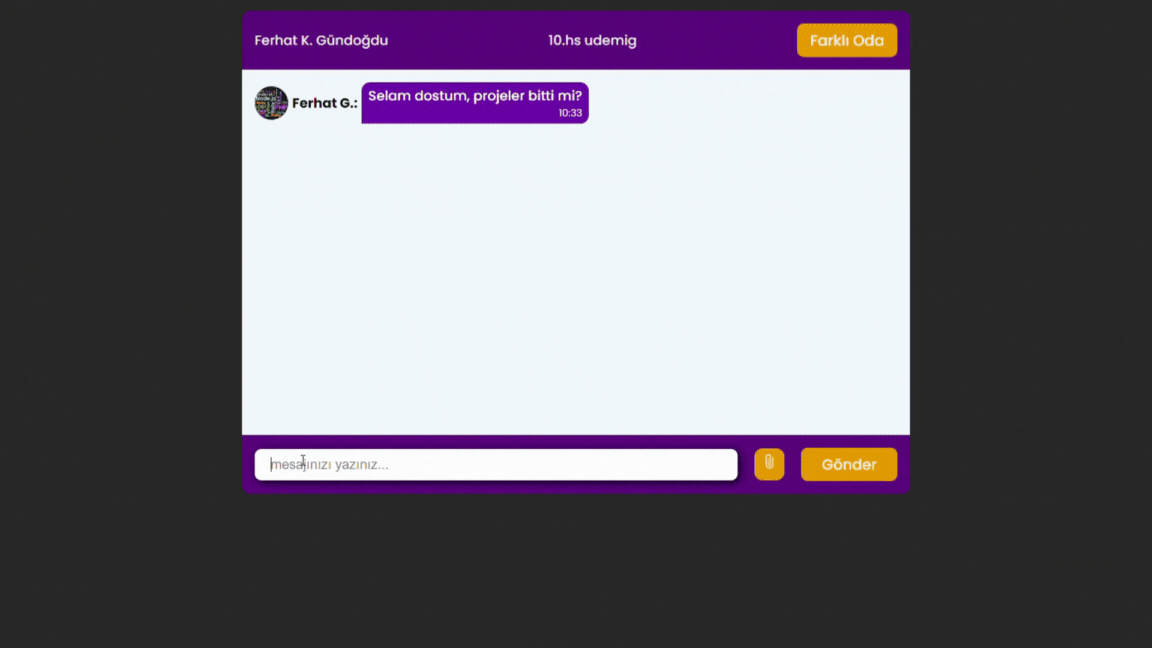 Ferhat K. Gündoğdu
10.hs udemig
Farklı Oda
Ferhat G.:
Selam dostum, projeler bitti mi?
10:33
mesajınızı yazınız...
Gönder